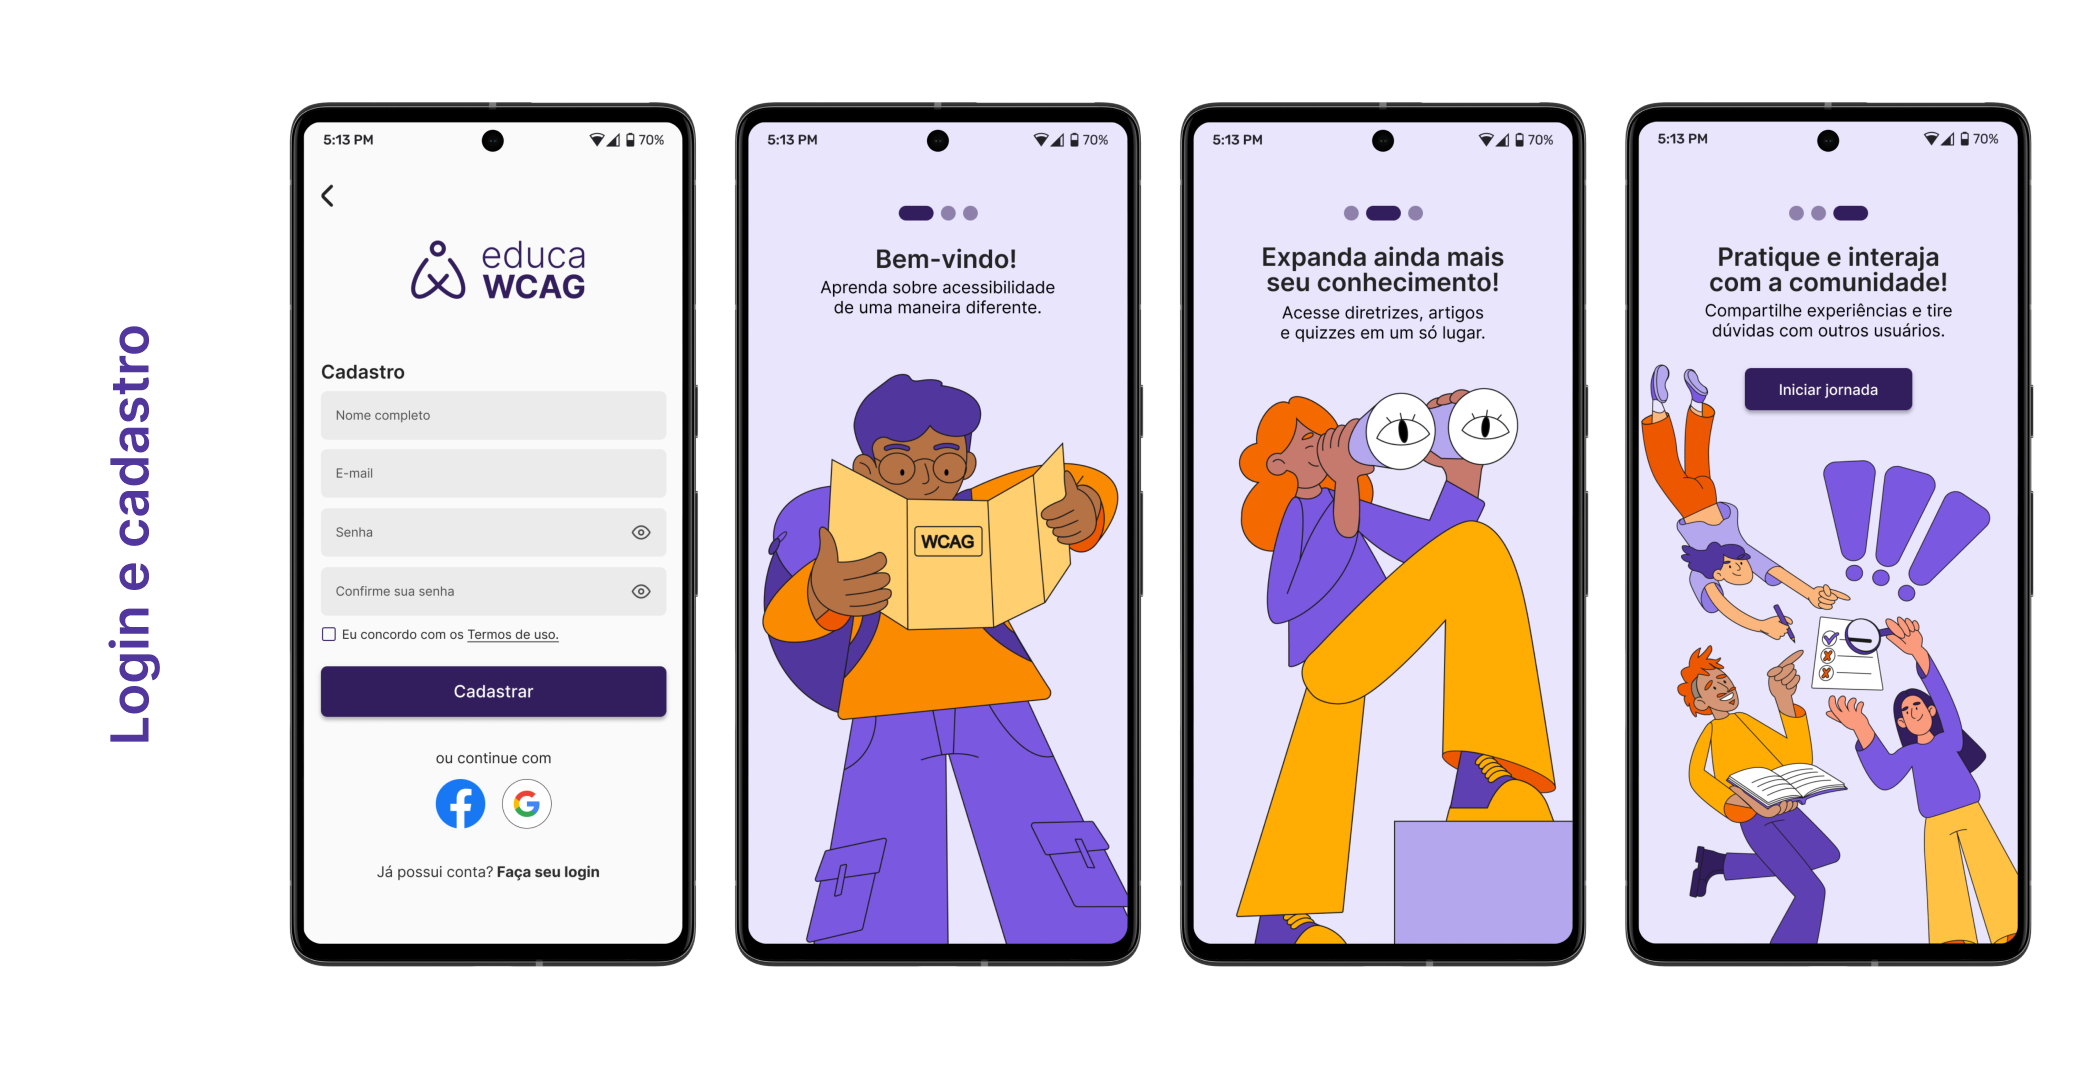 Login e cadastro
5:13 PM
70%
educa
WCAG
Cadastro
Nome completo
E-mail
Senha
Confirme sua senha
Eu concordo com os Termos de uso.
Cadastrar
ou continue com
Já possui conta? Faça seu login
5:13 PM
70%
Bem-vindo!
Aprenda sobre acessibilidade
de uma maneira diferente.
WCAG
5:13 PM
70%
Expanda ainda mais
seu conhecimento!
Acesse diretrizes, artigos
e quizzes em um só lugar.
5:13 PM
70%
Pratique e interaja
com a comunidade!
Compartilhe experiências e tire
dúvidas com outros usuários.
Iniciar jornada